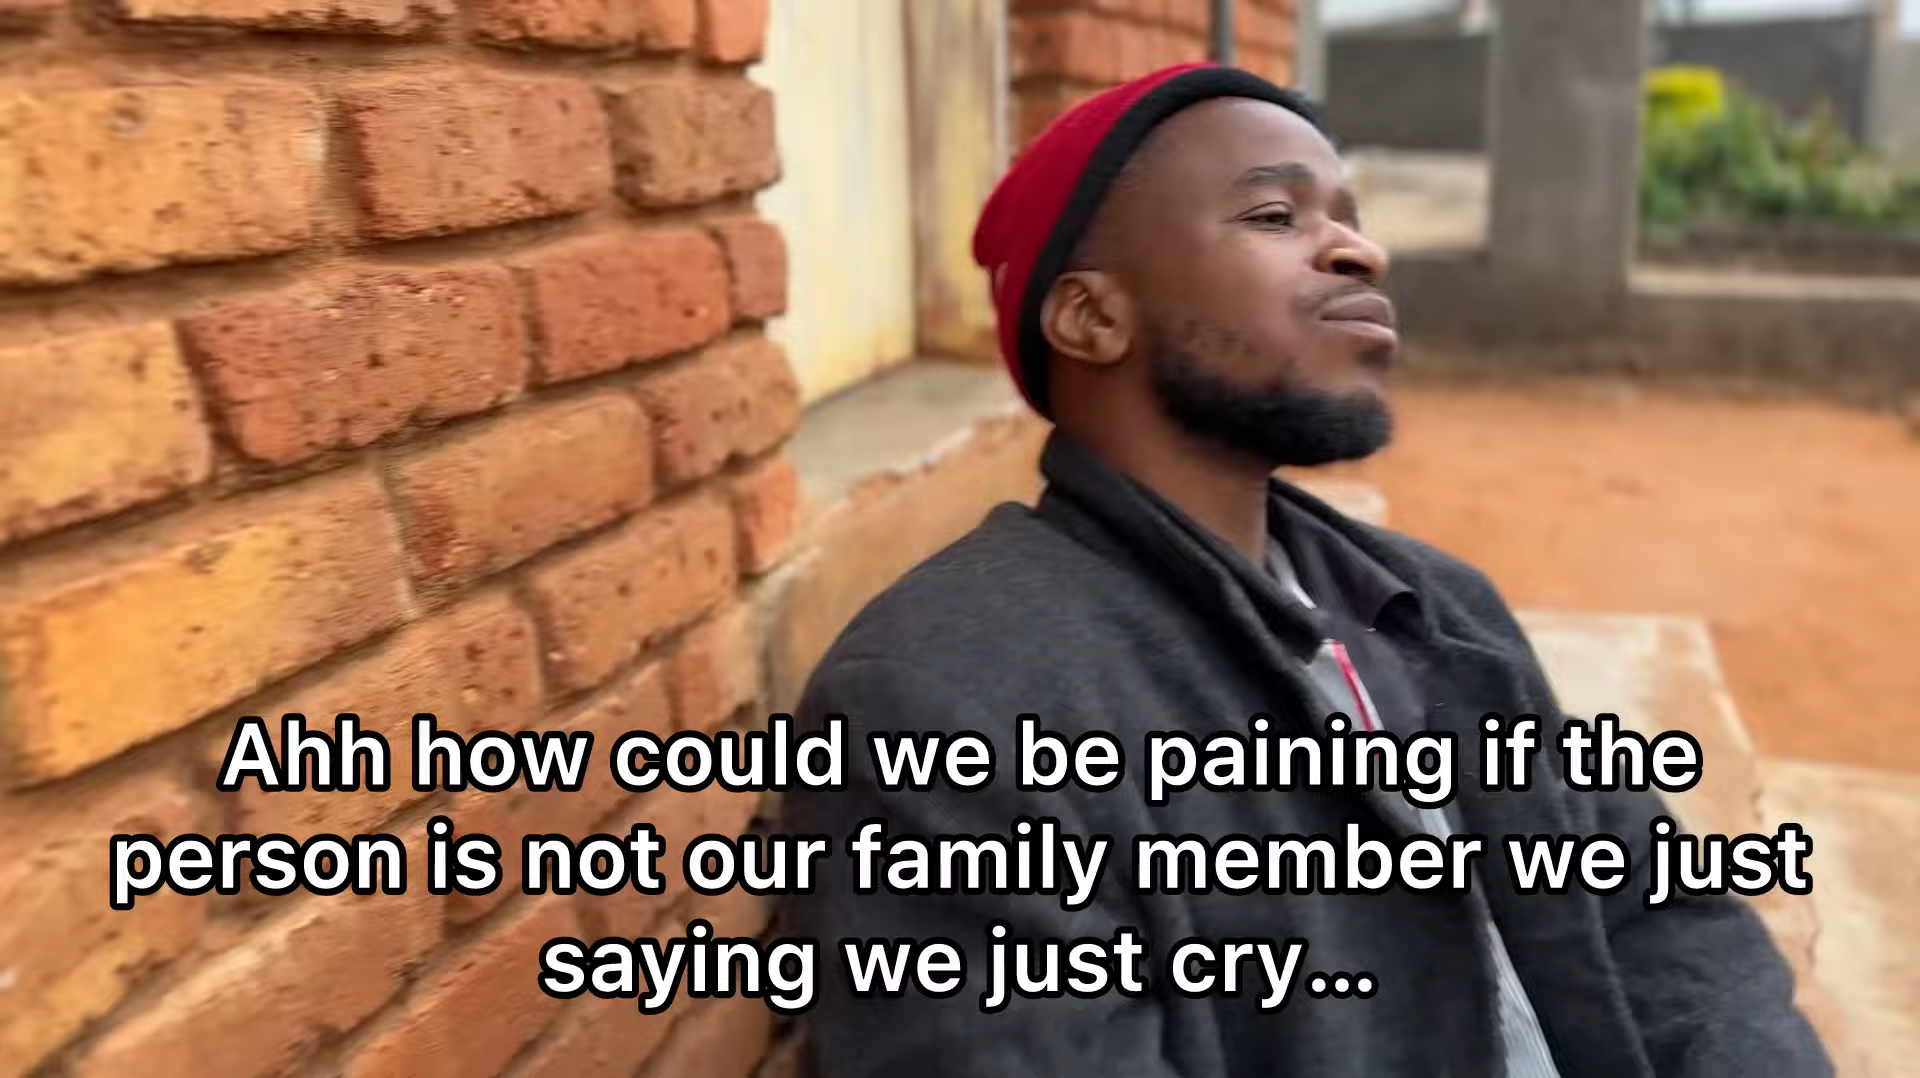 Ahh how could we be paining if the
person is not our family member we just
saying we just cry...